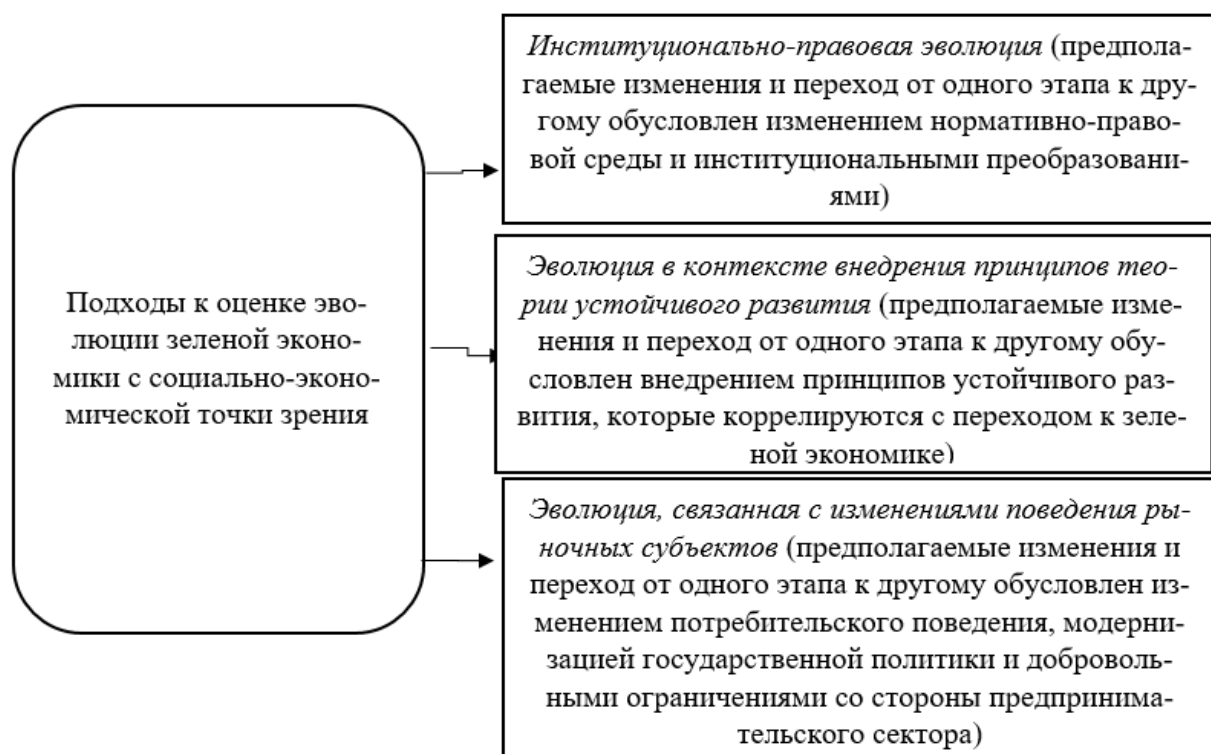 Подходы к оценке эво-
люции зеленой эконо-
мики с социально-эконо-
мической точки зрения
Институционально-правовая эволюция (предпола-
гаемые изменения и переход от одного этапа к дру-
гому обусловлен изменением нормативно-право-
вой среды и институциональными преобразовани-
ями)
Эволюция в контексте внедрения принципов тео-
рии устойчивого развития (предполагаемые изме-
нения и переход от одного этапа к другому обу-
словлен внедрением принципов устойчивого раз-
вития, которые коррелируются с переходом к зеле-
ной экономике)
Эволюция, связанная с изменениями поведения ры-
ночных субъектов (предполагаемые изменения и
переход от одного этапа к другому обусловлен из-
менением потребительского поведения, модерни-
зацией государственной политики и доброволь-
ными ограничениями со стороны предпринима-
тельского сектора)